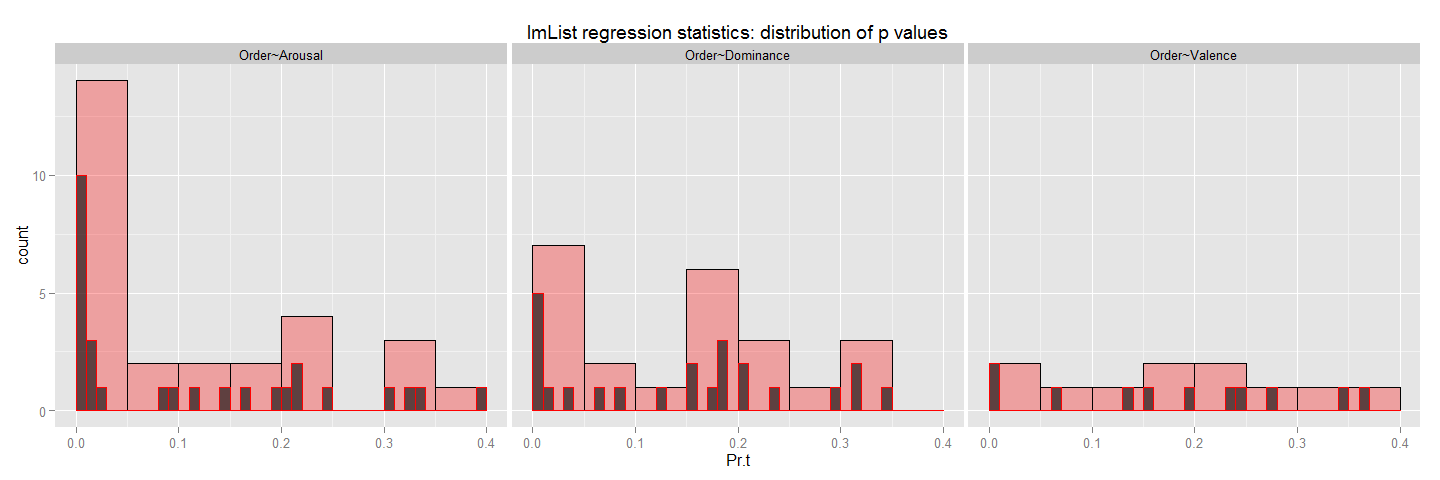 lmList regression statistics: distribution of p values
Order~Arousal
Order~Dominance
Order~Valence
count
10
5
0
0.0 0.1 0.2 0.3 0.4
0.0 0.1 0.2 0.3 0.4
0.0 0.1 0.2 0.3 0.4
Pr.t